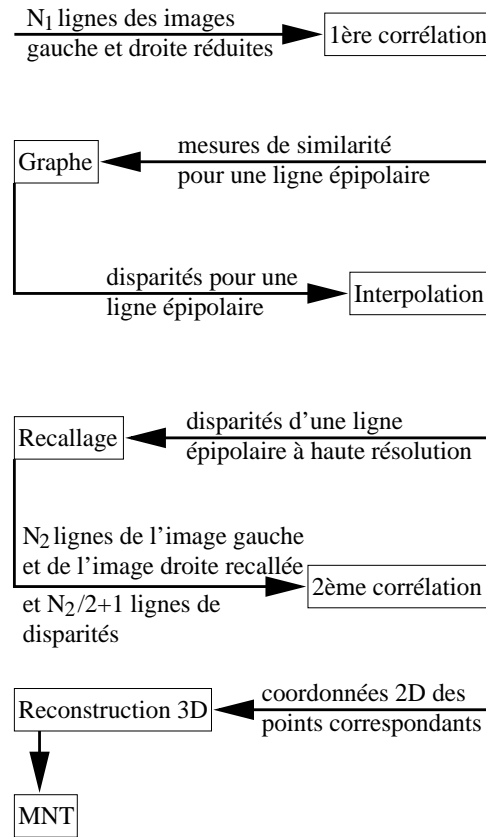 N1 lignes des images
gauche et droite réduites
1ère corrélation
mesures de similarité
Graphe
pour une ligne épipolaire
disparités pour une
ligne épipolaire
Interpolation
disparités d'une ligne
Recallage
épipolaire à haute résolution
N2 lignes de l'image gauche
et de l'image droite recallée
2ème corrélation
et N2/2+1 lignes de
disparités
coordonnées 2D des
Reconstruction 3D
points correspondants
MNT